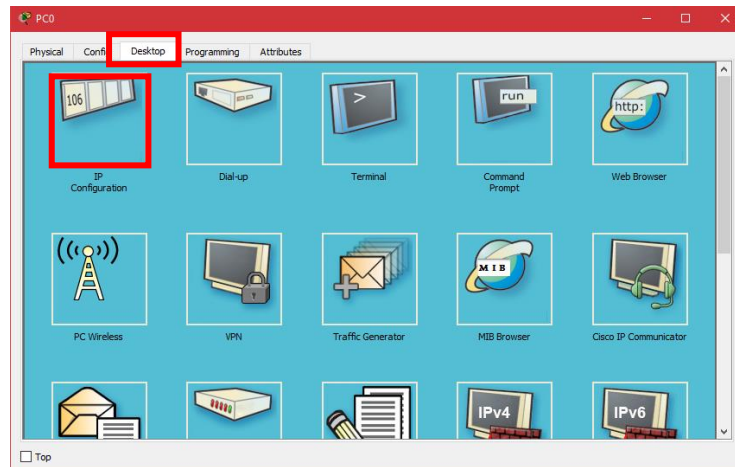 PC0
Physical Config Desktop Programming Attributes
106
>
run
http:
IP
Configuration
Dial-up
Terminal
Command
Prompt
Web Browser
MIB
PC Wireless
VPN
Traffic Generator
MIB Browser
Cisco IP Communicator
IPv4
IPv6
Top